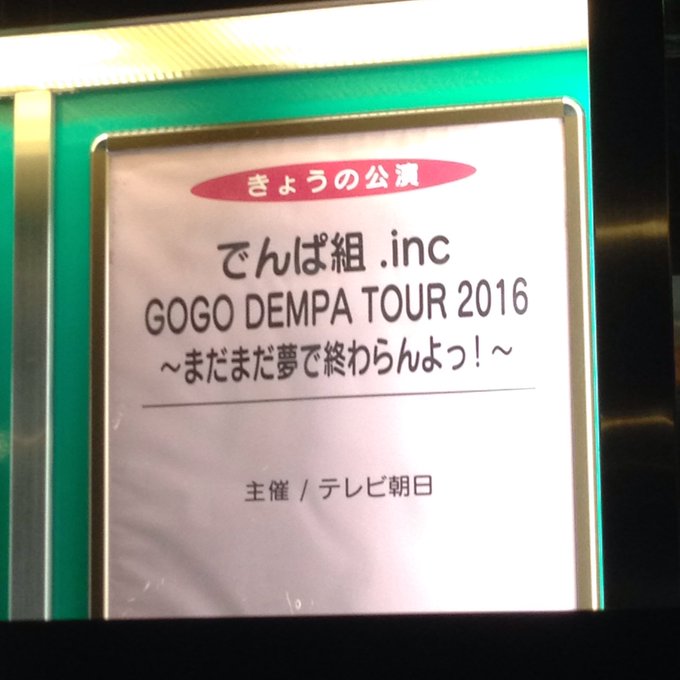 きょうの公演
でんぱ組.inc
GOGO DEMPA TOUR 2016
～まだまだ夢で終わらんよっ！～
主催 / テレビ朝日